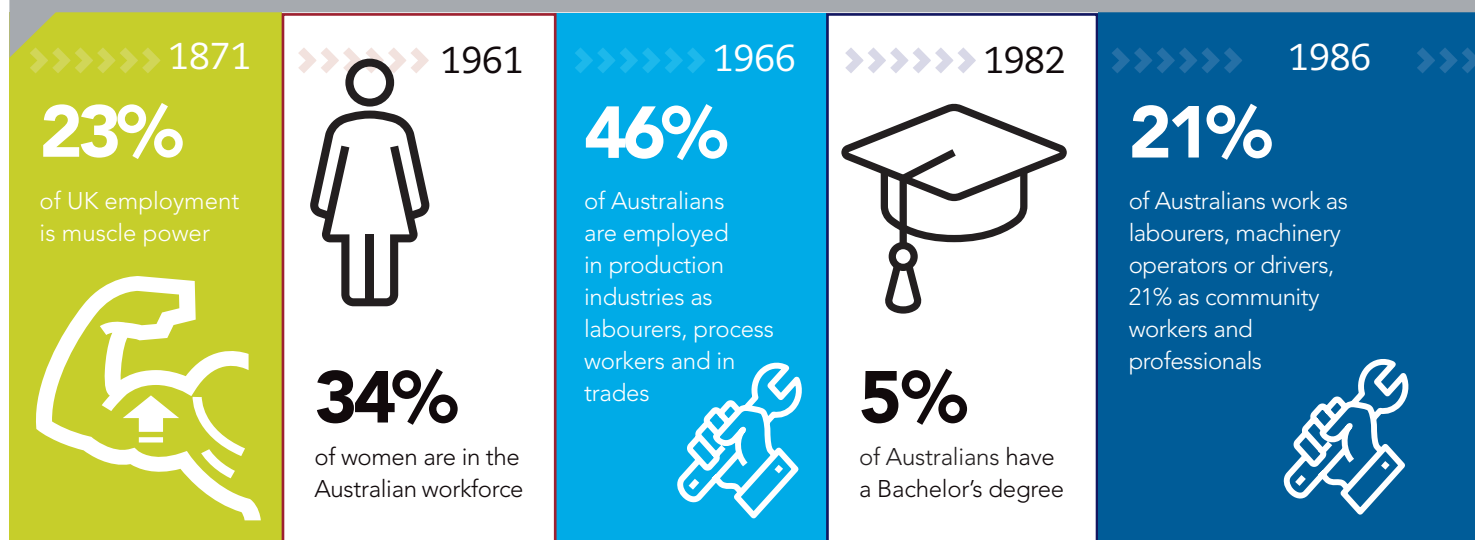 1871
23%
of UK employment
is muscle power
1961
34%
of women are in the
Australian workforce
1966
46%
of Australians
are employed
in production
industries as
labourers, process
workers and in
trades
1982
5%
of Australians have
a Bachelor’s degree
1986
21%
of Australians work as
labourers, machinery
operators or drivers,
21% as community
workers and
professionals